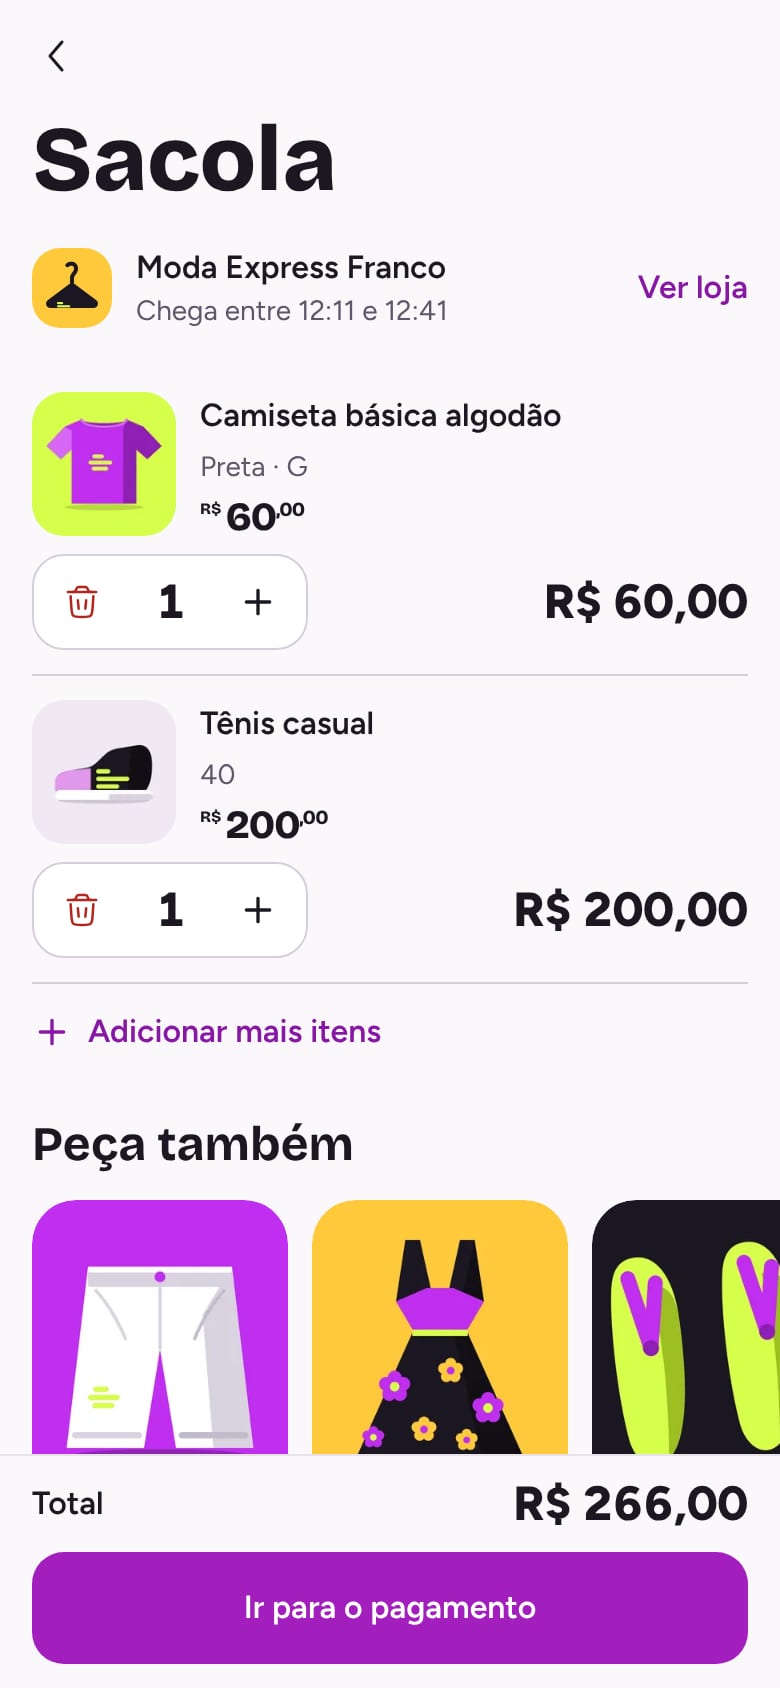 Sacola
Moda Express Franco
Chega entre 12:11 e 12:41
Ver loja
Camiseta básica algodão
Preta · G
R$ 60,00
1
R$ 60,00
Tênis casual
40
R$ 200,00
1
R$ 200,00
Adicionar mais itens
Peça também
Total
R$ 266,00
Ir para o pagamento